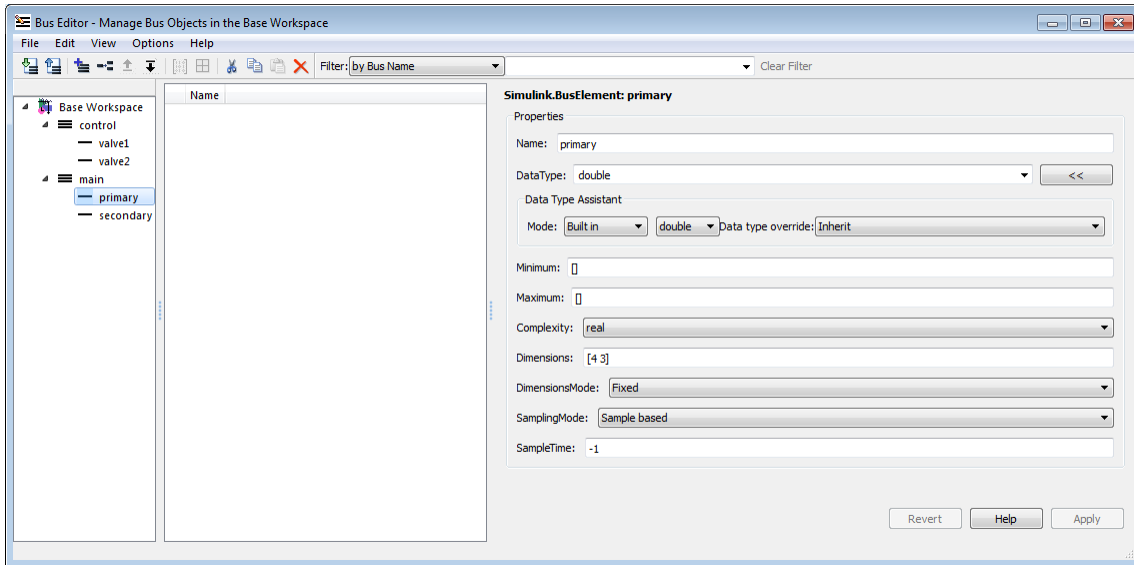 Bus Editor - Manage Bus Objects in the Base Workspace
File Edit View Options Help
Filter: by Bus Name Clear Filter
Base Workspace
control
valve1
valve2
main
primary
secondary
Name
Simulink.BusElement: primary
Properties
Name: primary
DataType: double <<
Data Type Assistant
Mode: Built in double Data type override: Inherit
Minimum: []
Maximum: []
Complexity: real
Dimensions: [4 3]
DimensionsMode: Fixed
SamplingMode: Sample based
SampleTime: -1
Revert Help Apply